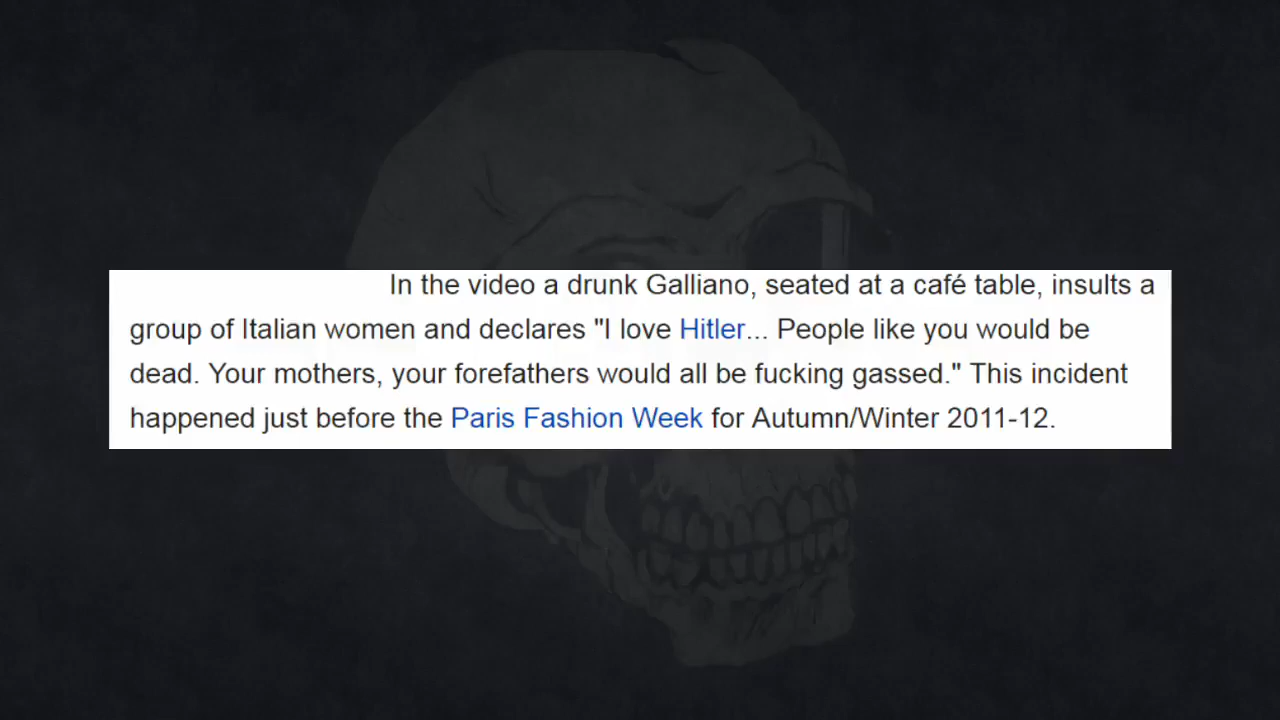 In the video a drunk Galliano, seated at a café table, insults a
group of Italian women and declares "I love Hitler... People like you would be
dead. Your mothers, your forefathers would all be fucking gassed." This incident
happened just before the Paris Fashion Week for Autumn/Winter 2011-12.